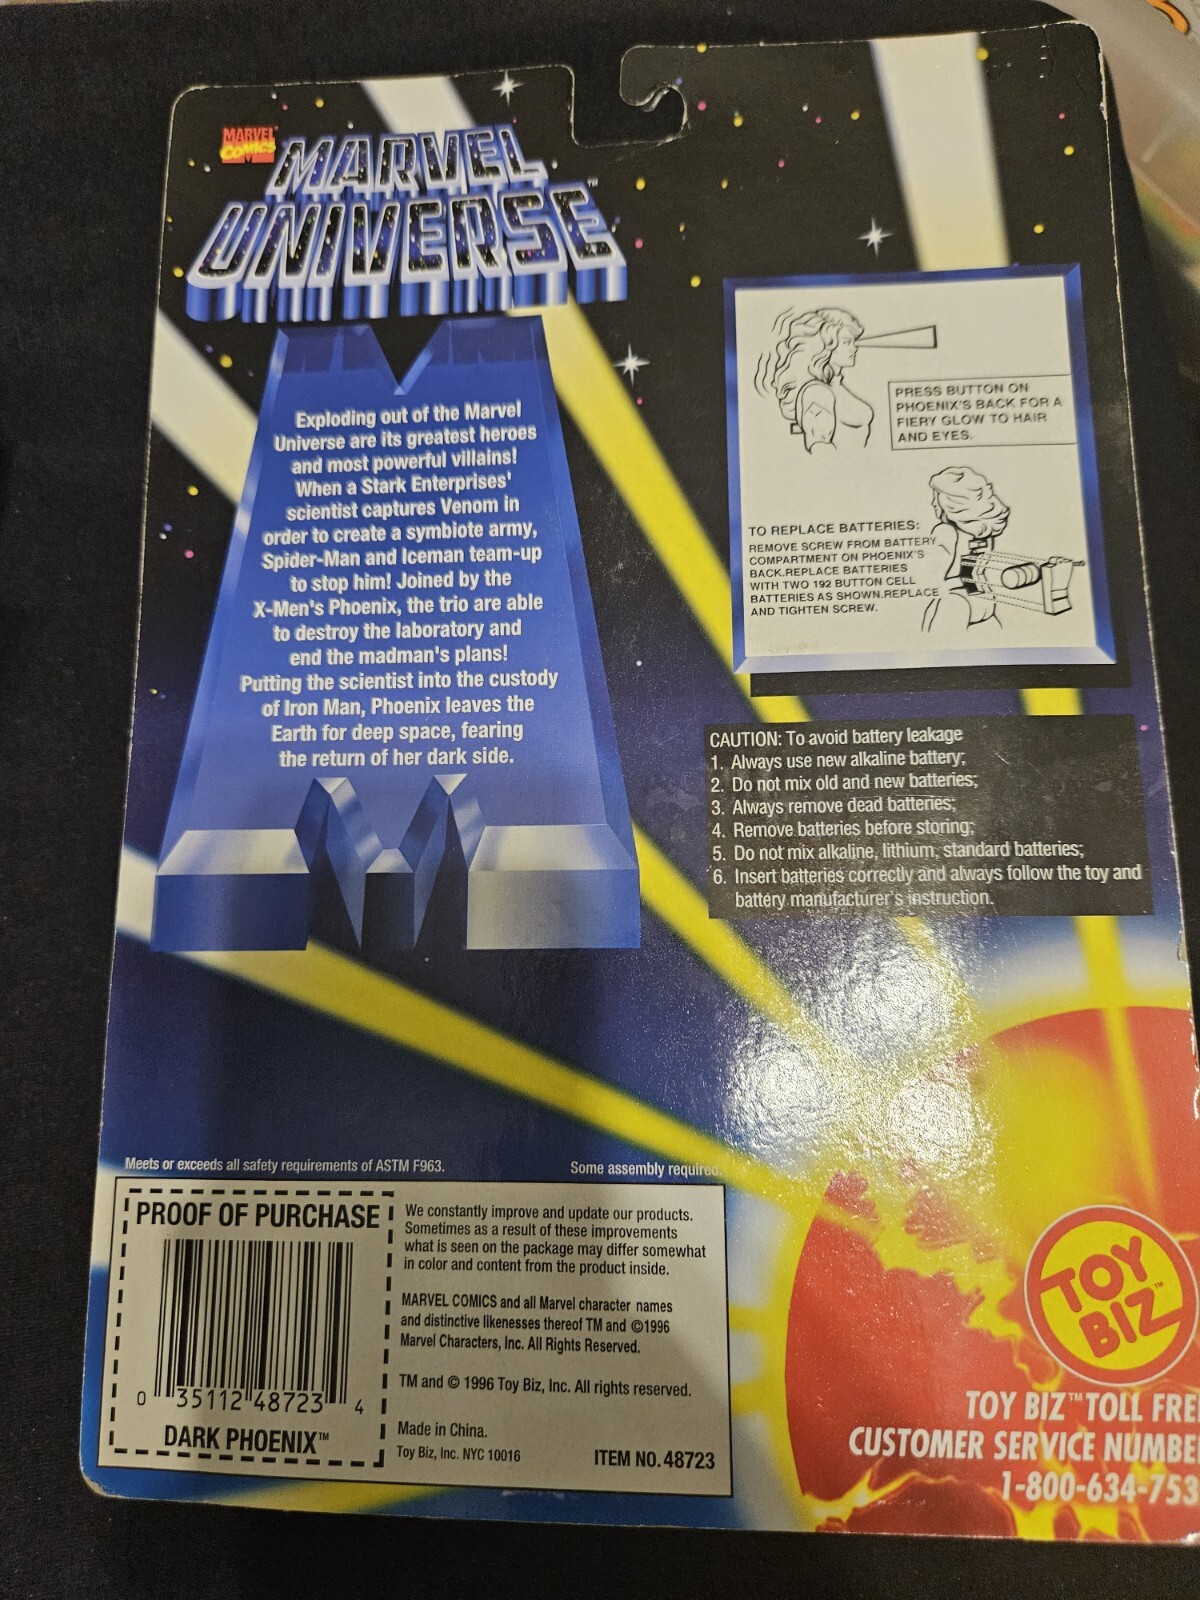 MARVEL
COMICS
MARVEL
UNIVERSE™
Exploding out of the Marvel
Universe are its greatest heroes
and most powerful villains!
When a Stark Enterprises'
scientist captures Venom in
order to create a symbiote army,
Spider-Man and Iceman team-up
to stop him! Joined by the
X-Men's Phoenix, the trio are able
to destroy the laboratory and
end the madman's plans!
Putting the scientist into the custody
of Iron Man, Phoenix leaves the
Earth for deep space, fearing
the return of her dark side.
PRESS BUTTON ON
PHOENIX'S BACK FOR A
FIERY GLOW TO HAIR
AND EYES.
TO REPLACE BATTERIES:
REMOVE SCREW FROM BATTERY
COMPARTMENT ON PHOENIX'S
BACK.REPLACE BATTERIES
WITH TWO 192 BUTTON CELL
BATTERIES AS SHOWN.REPLACE
AND TIGHTEN SCREW.
CAUTION: To avoid battery leakage
1. Always use new alkaline battery;
2. Do not mix old and new batteries;
3. Always remove dead batteries;
4. Remove batteries before storing;
5. Do not mix alkaline, lithium, standard batteries;
6. Insert batteries correctly and always follow the toy and
battery manufacturer's instruction.
Meets or exceeds all safety requirements of ASTM F963.
Some assembly required.
PROOF OF PURCHASE
0 35112 48723 4
DARK PHOENIX™
We constantly improve and update our products.
Sometimes as a result of these improvements
what is seen on the package may differ somewhat
in color and content from the product inside.
MARVEL COMICS and all Marvel character names
and distinctive likenesses thereof TM and ©1996
Marvel Characters, Inc. All Rights Reserved.
TM and © 1996 Toy Biz, Inc. All rights reserved.
Made in China.
Toy Biz, Inc. NYC 10016
ITEM NO. 48723
TOY
BIZ™
TOY BIZ™ TOLL FRE
CUSTOMER SERVICE NUMBE
1-800-634-753